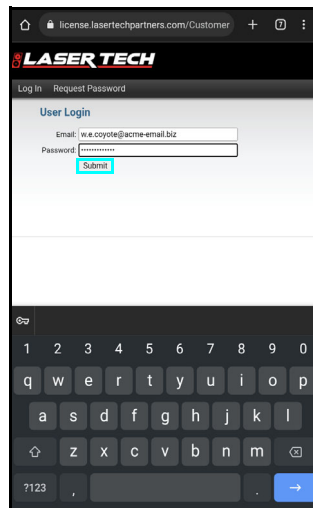 license.lasertechpartners.com/Customer
7
LASER TECH
Log In Request Password
User Login
Email: w.e.coyote@acme-email.biz
Password: ·············
Submit
1 2 3 4 5 6 7 8 9 0
q w e r t y u i o p
a s d f g h j k l
z x c v b n m
?123 , .